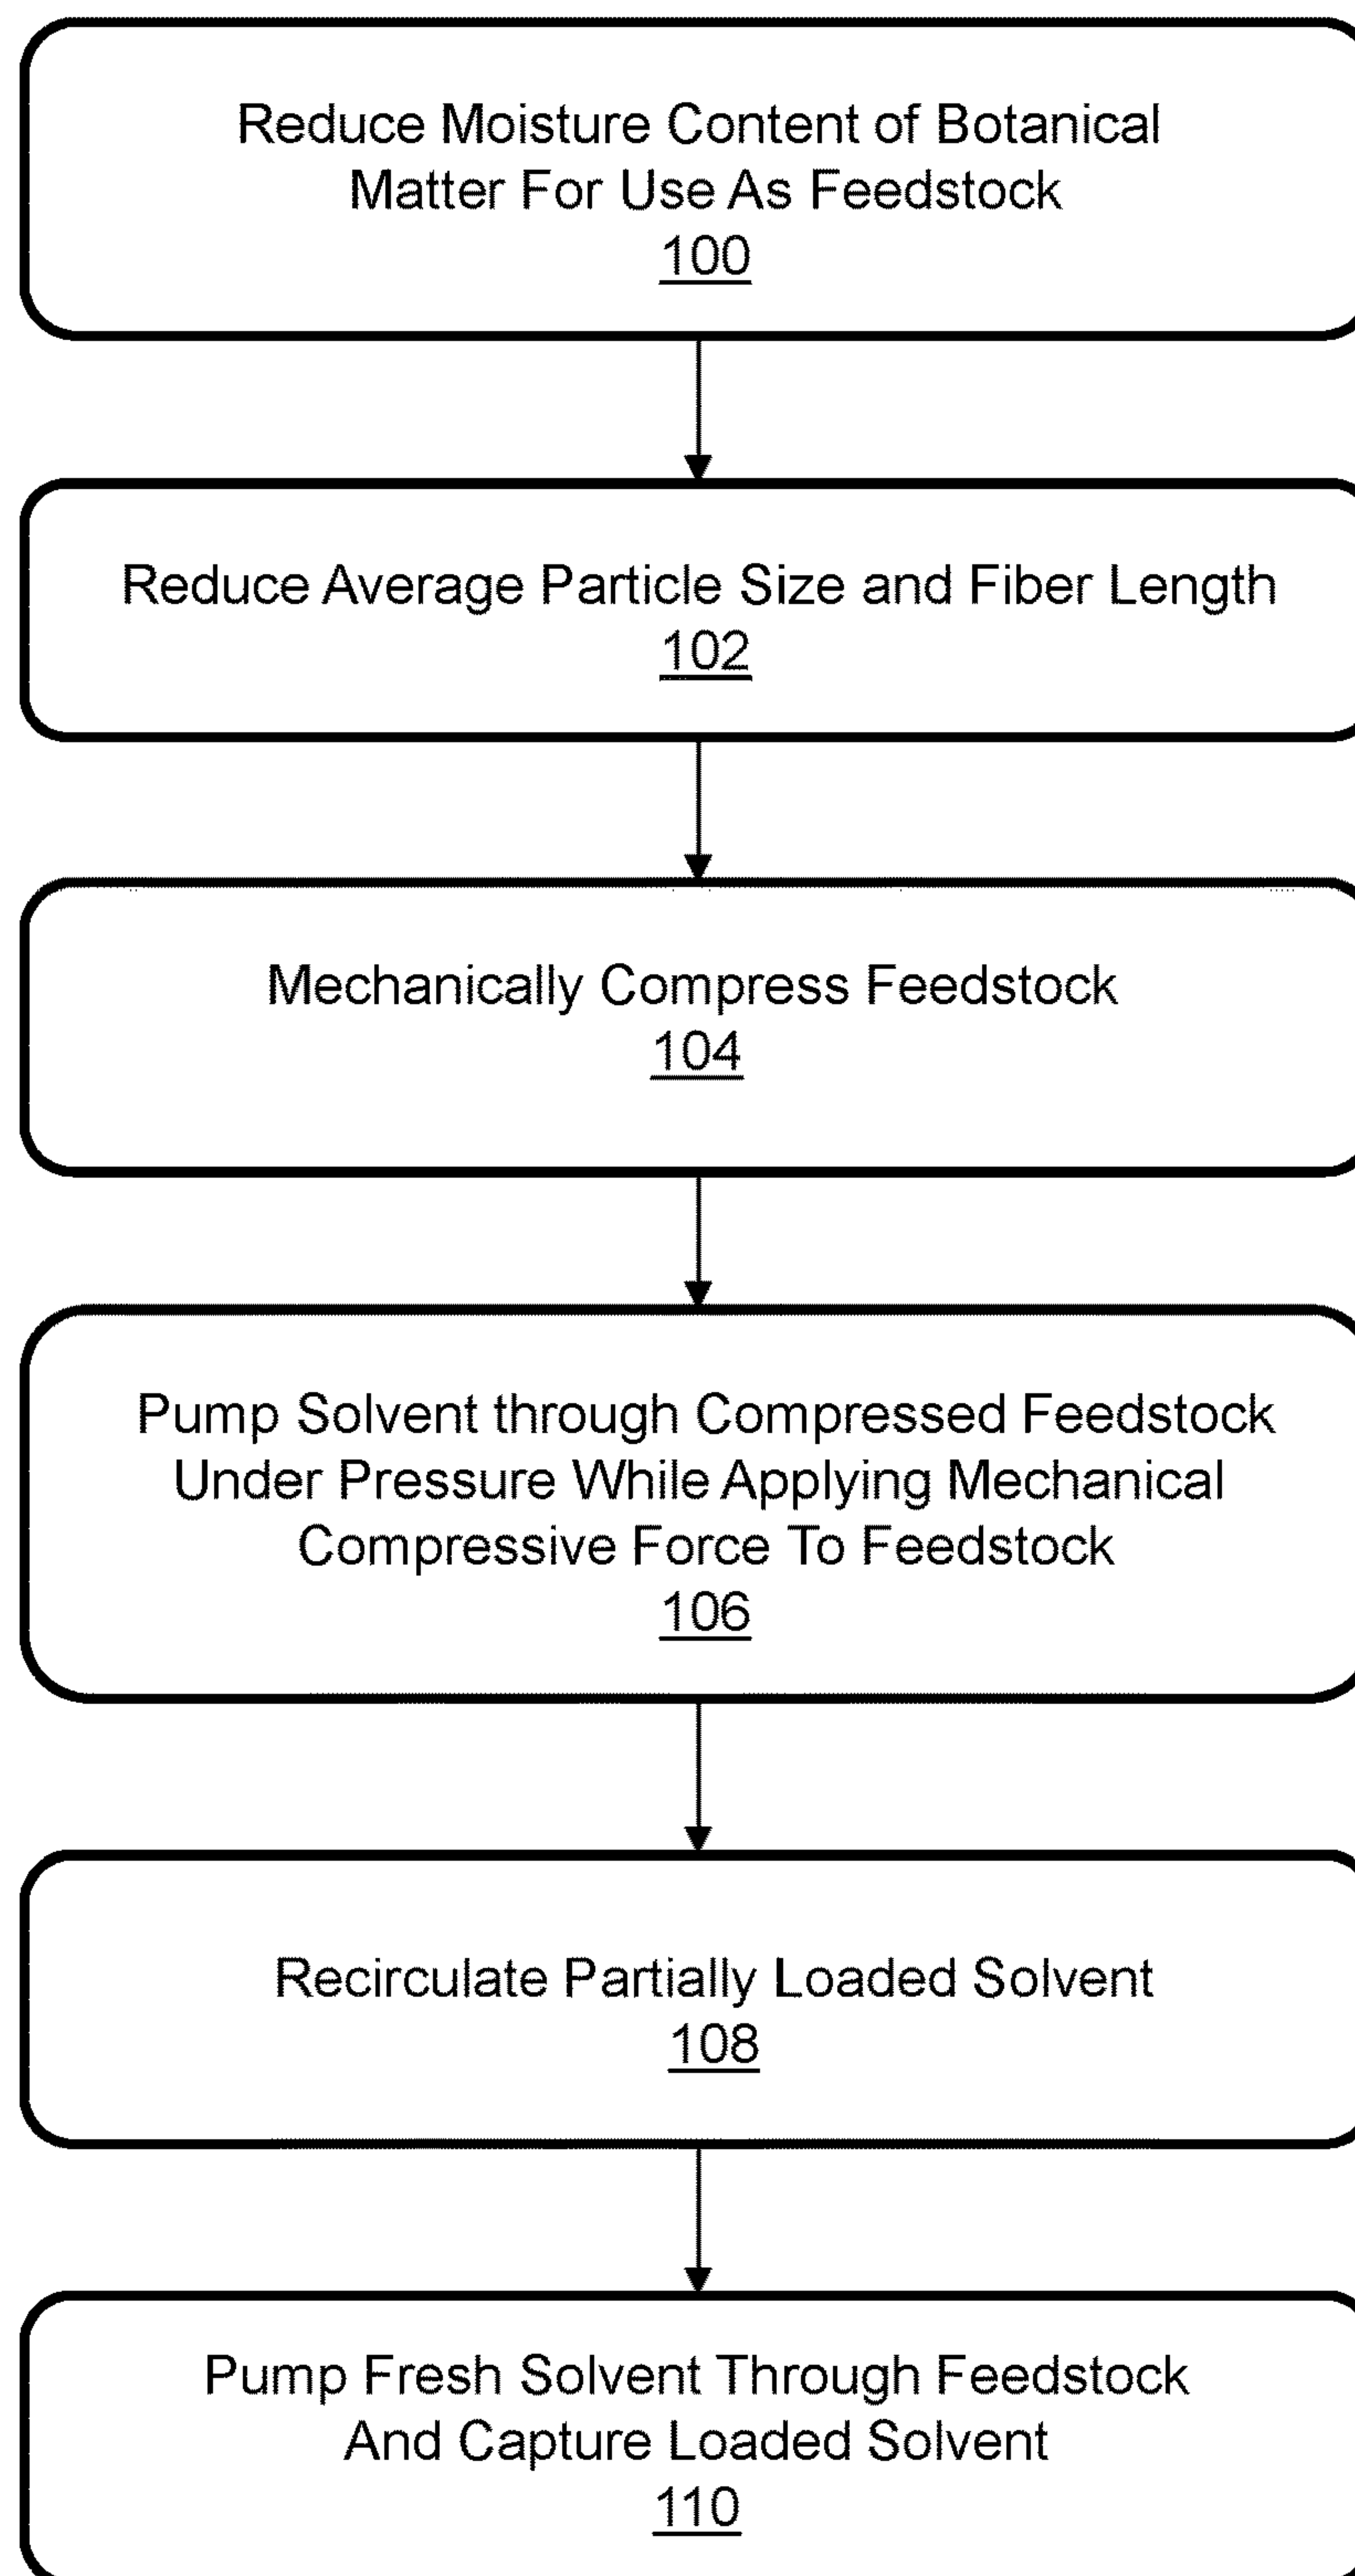 Reduce Moisture Content of Botanical
Matter For Use As Feedstock
100
Reduce Average Particle Size and Fiber Length
102
Mechanically Compress Feedstock
104
Pump Solvent through Compressed Feedstock
Under Pressure While Applying Mechanical
Compressive Force To Feedstock
106
Recirculate Partially Loaded Solvent
108
Pump Fresh Solvent Through Feedstock
And Capture Loaded Solvent
110